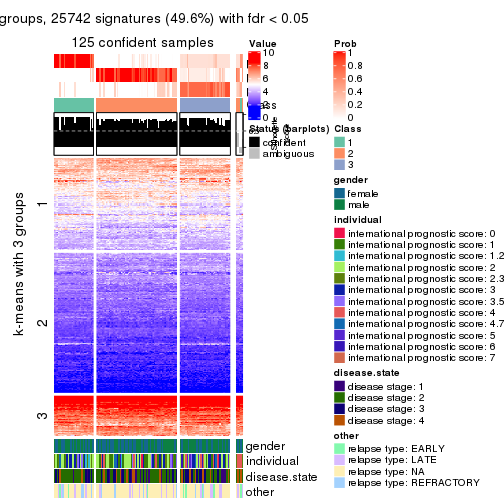 groups, 25742 signatures (49.6%) with fdr < 0.05
125 confident samples
k-means with 3 groups
1
2
3
gender
individual
disease.state
other
Value
10
8
6
4
2
0
Prob
1
0.8
0.6
0.4
0.2
0
Status (barplots)
confident
ambiguous
Class
1
2
3
gender
female
male
individual
international prognostic score: 0
international prognostic score: 1
international prognostic score: 1.2
international prognostic score: 2
international prognostic score: 2.3
international prognostic score: 3
international prognostic score: 3.5
international prognostic score: 4
international prognostic score: 4.7
international prognostic score: 5
international prognostic score: 6
international prognostic score: 7
disease.state
disease stage: 1
disease stage: 2
disease stage: 3
disease stage: 4
other
relapse type: EARLY
relapse type: LATE
relapse type: NA
relapse type: REFRACTORY